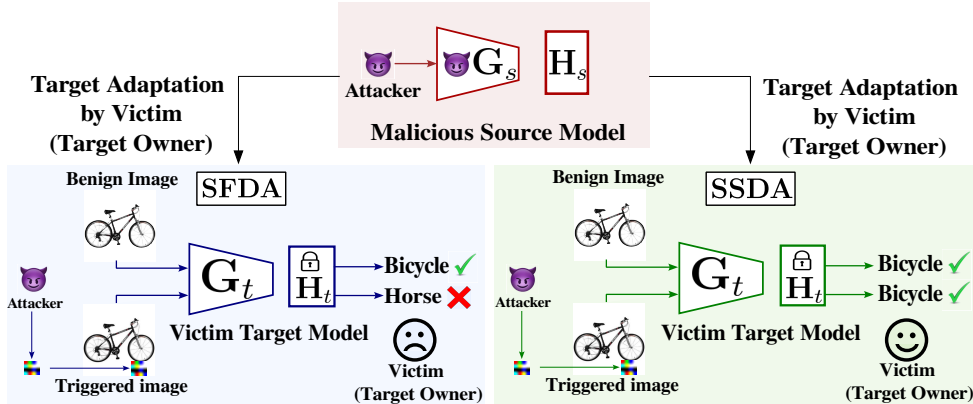 Attacker
G_s
H_s
Malicious Source Model
Target Adaptation
by Victim
(Target Owner)
Target Adaptation
by Victim
(Target Owner)
Benign Image
SFDA
G_t
H_t
Bicycle
Horse
Attacker
Victim Target Model
Triggered image
Victim
(Target Owner)
Benign Image
SSDA
G_t
H_t
Bicycle
Bicycle
Attacker
Victim Target Model
Triggered image
Victim
(Target Owner)